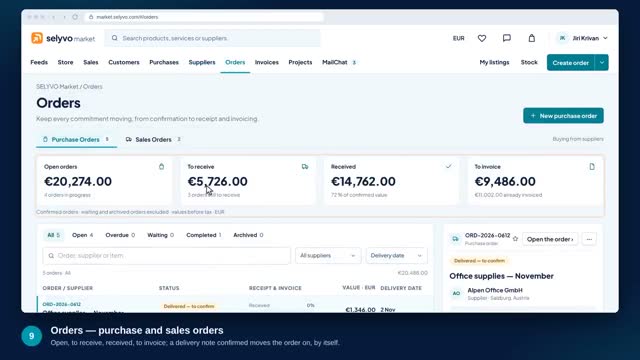 market.selyvo.com/#/orders
selyvo market
Search products, services or suppliers.
EUR
JK
Jiri Krivan
Feeds Store Sales Customers Purchases Suppliers Orders Invoices Projects MailChat 3 My listings Stock Create order
SELYVO Market / Orders
Orders
Keep every commitment moving, from confirmation to receipt and invoicing.
+ New purchase order
Purchase Orders 5 Sales Orders 2
Buying from suppliers
Open orders To receive Received To invoice
€20,274.00 €5,726.00 €14,762.00 €9,486.00
4 orders in progress 3 orders to receive 72 % of confirmed value €11,002.00 already invoiced
Confirmed orders · waiting and archived orders excluded · values before tax · EUR
All 5 Open 4 Overdue 0 Waiting 0 Completed 1 Archived 0
Order, supplier or item
All suppliers
Delivery date
5 orders · All
€20,486.00
ORDER / SUPPLIER STATUS RECEIPT & INVOICE VALUE · EUR DELIVERY DATE
ORD-2026-0612
Delivered — to confirm
Received 0%
€1,346.00 2 Nov
Office supplies — November
ORD-2026-0612
Purchase order
Open the order ›
Delivered — to confirm
Office supplies — November
AO
Alpen Office GmbH
Supplier · Salzburg, Austria
9
Orders — purchase and sales orders
Open, to receive, received, to invoice; a delivery note confirmed moves the order on, by itself.